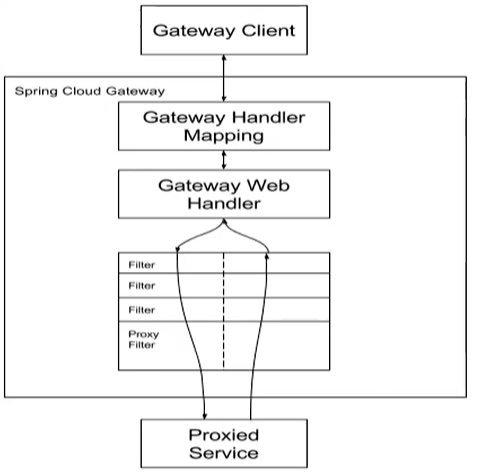 Gateway Client
Spring Cloud Gateway
Gateway Handler
Mapping
Gateway Web
Handler
Filter
Filter
Filter
Proxy
Filter
Proxied
Service